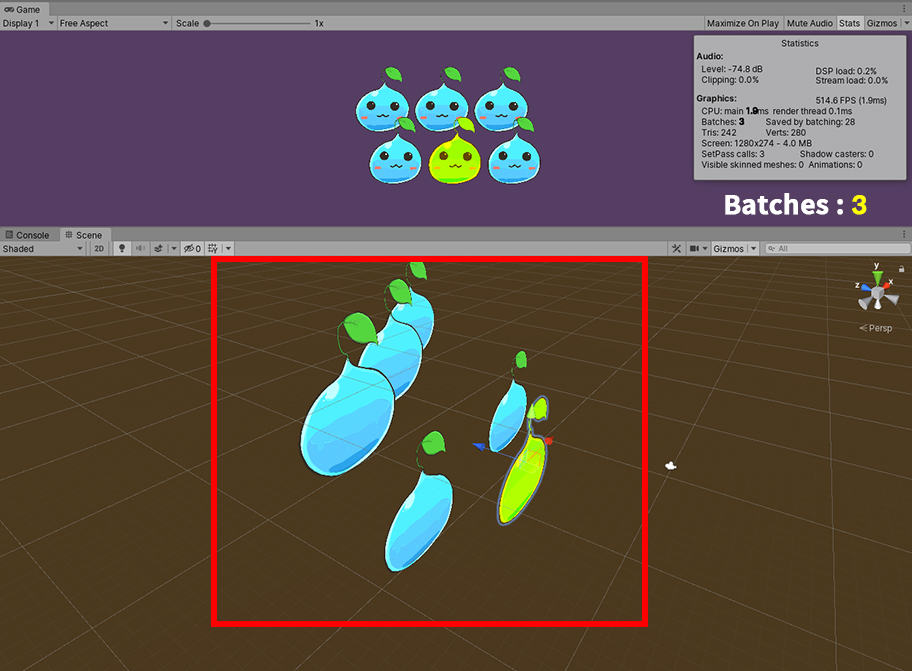 Game
Display 1 Free Aspect Scale 1x Maximize On Play Mute Audio Stats Gizmos
Statistics
Audio:
Level: -74.8 dB DSP load: 0.2%
Clipping: 0.0% Stream load: 0.0%
Graphics: 514.6 FPS (1.9ms)
CPU: main 1.9ms render thread 0.1ms
Batches: 3 Saved by batching: 28
Tris: 242 Verts: 280
Screen: 1280x274 - 4.0 MB
SetPass calls: 3 Shadow casters: 0
Visible skinned meshes: 0 Animations: 0
Batches : 3
Console Scene
Shaded 2D 0 Gizmos All
y
z x
Persp